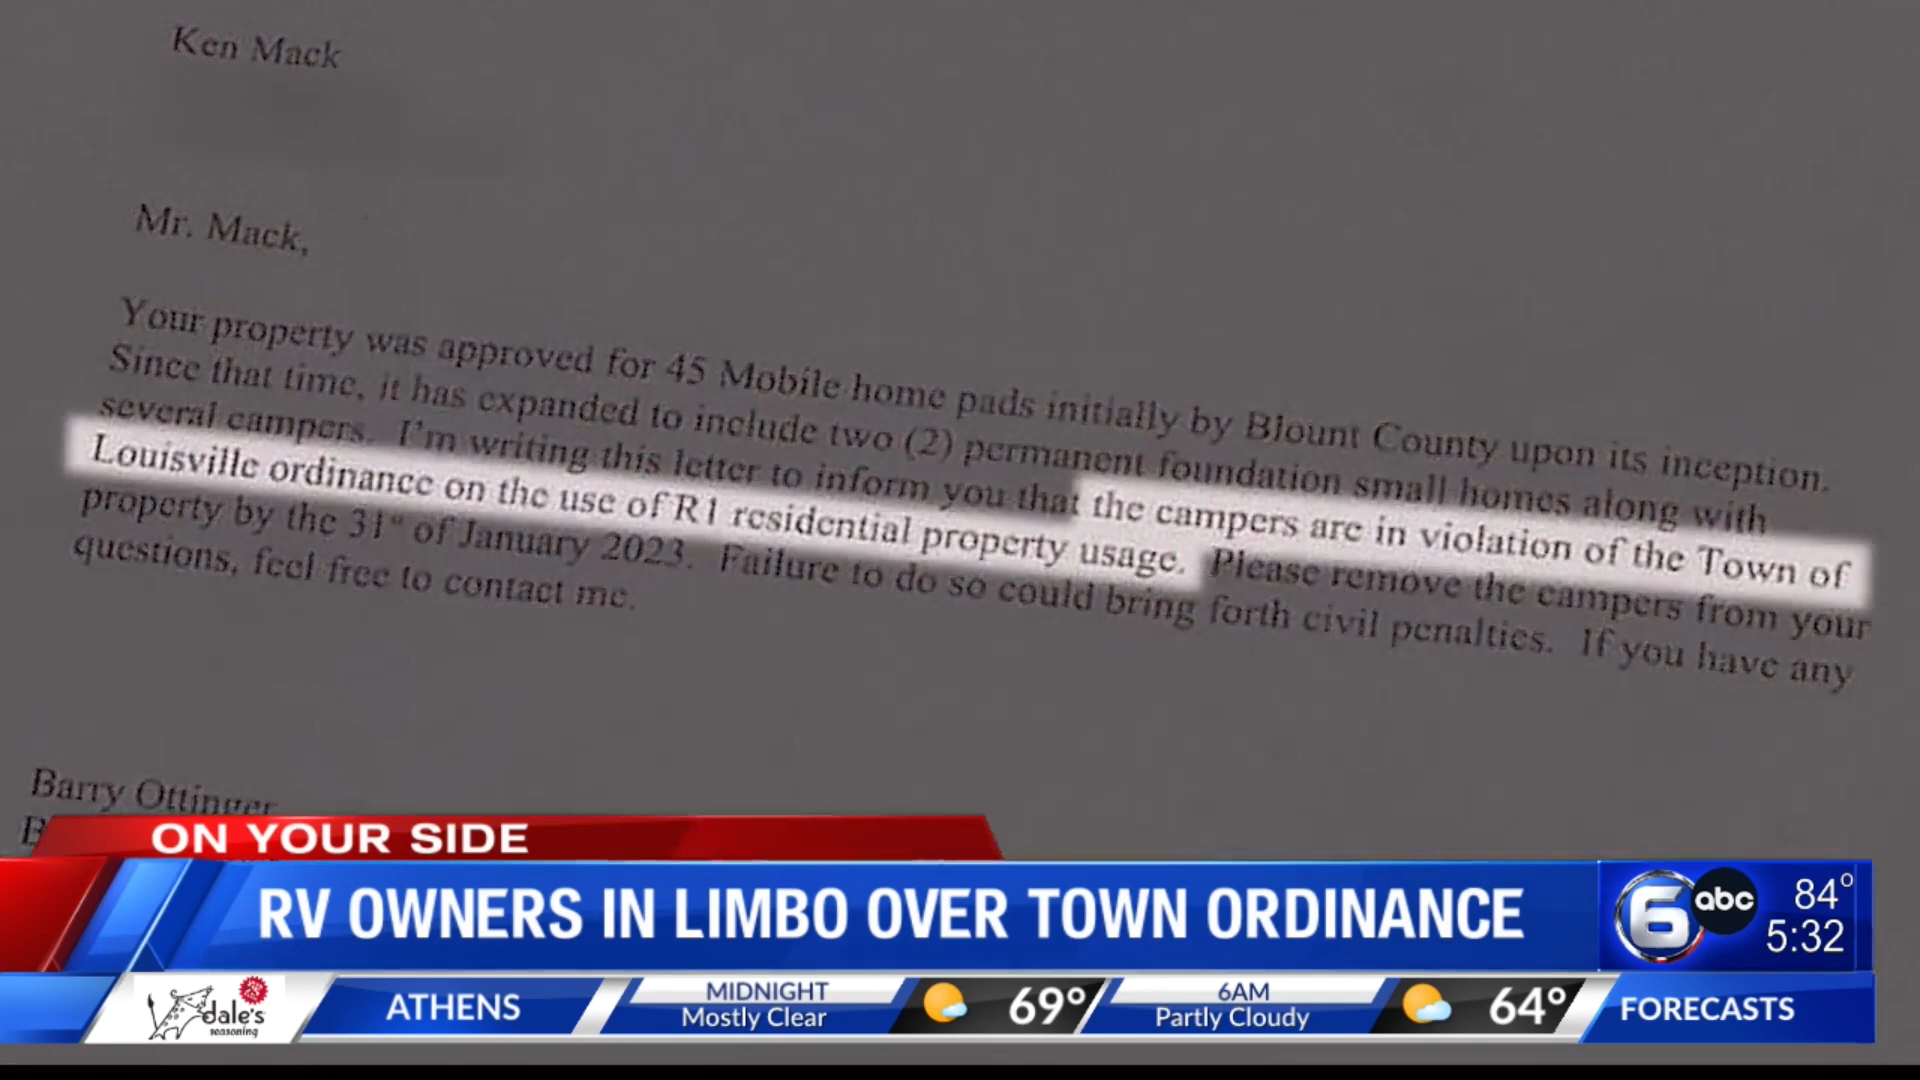 Ken Mack
Mr. Mack,
Your property was approved for 45 Mobile home pads initially by Blount County upon its inception.
Since that time, it has expanded to include two (2) permanent foundation small homes along with
several campers. I'm writing this letter to inform you that the campers are in violation of the Town of
Louisville ordinance on the use of R1 residential property usage. Please remove the campers from your
property by the 31st of January 2023. Failure to do so could bring forth civil penalties. If you have any
questions, feel free to contact me.
Barry Ottinger
ON YOUR SIDE
RV OWNERS IN LIMBO OVER TOWN ORDINANCE
6 abc
84°
5:32
dale's
seasoning
ATHENS
MIDNIGHT
Mostly Clear
69°
6AM
Partly Cloudy
64°
FORECASTS